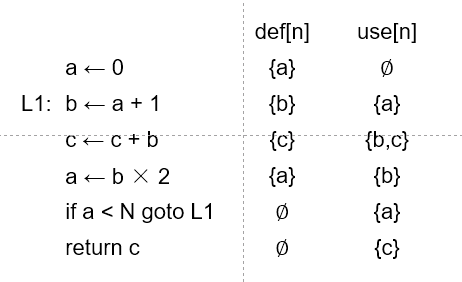 def[n] use[n]
a ← 0 {a} ∅
L1: b ← a + 1 {b} {a}
c ← c + b {c} {b,c}
a ← b × 2 {a} {b}
if a < N goto L1 ∅ {a}
return c ∅ {c}